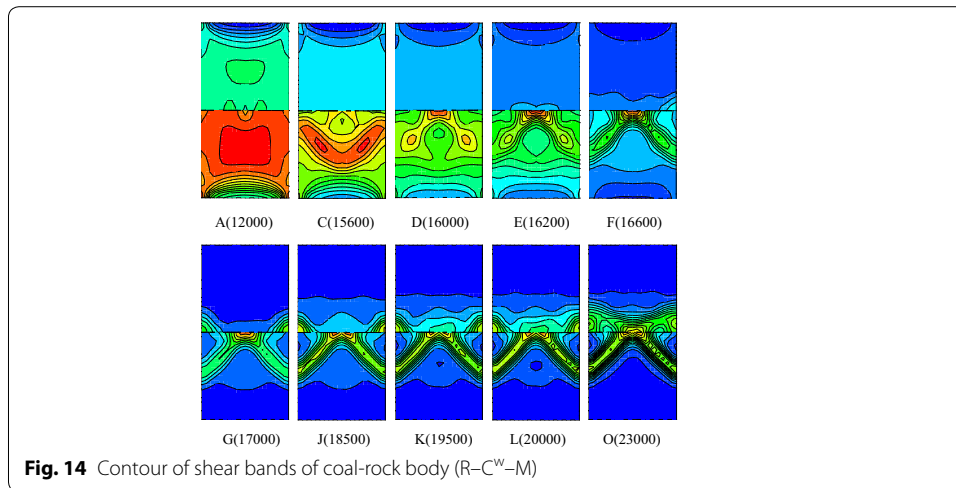 A(12000) C(15600) D(16000) E(16200) F(16600)
G(17000) J(18500) K(19500) L(20000) O(23000)
Fig. 14 Contour of shear bands of coal-rock body (R–Cʷ–M)